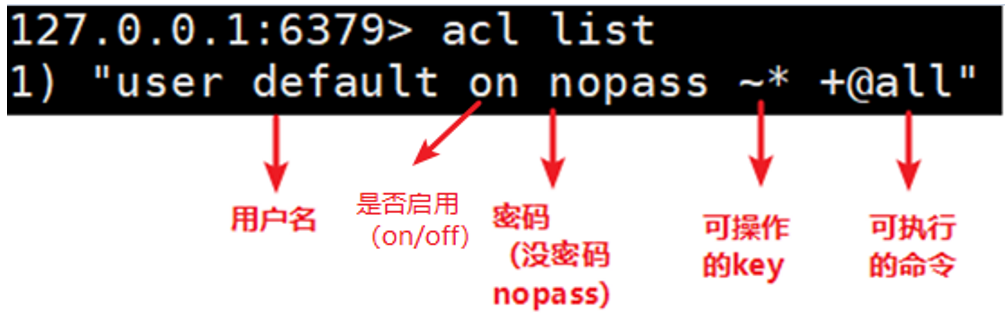 127.0.0.1:6379> acl list
1) "user default on nopass ~* +@all"
用户名
是否启用
（on/off）
密码
（没密码
nopass）
可操作
的key
可执行
的命令